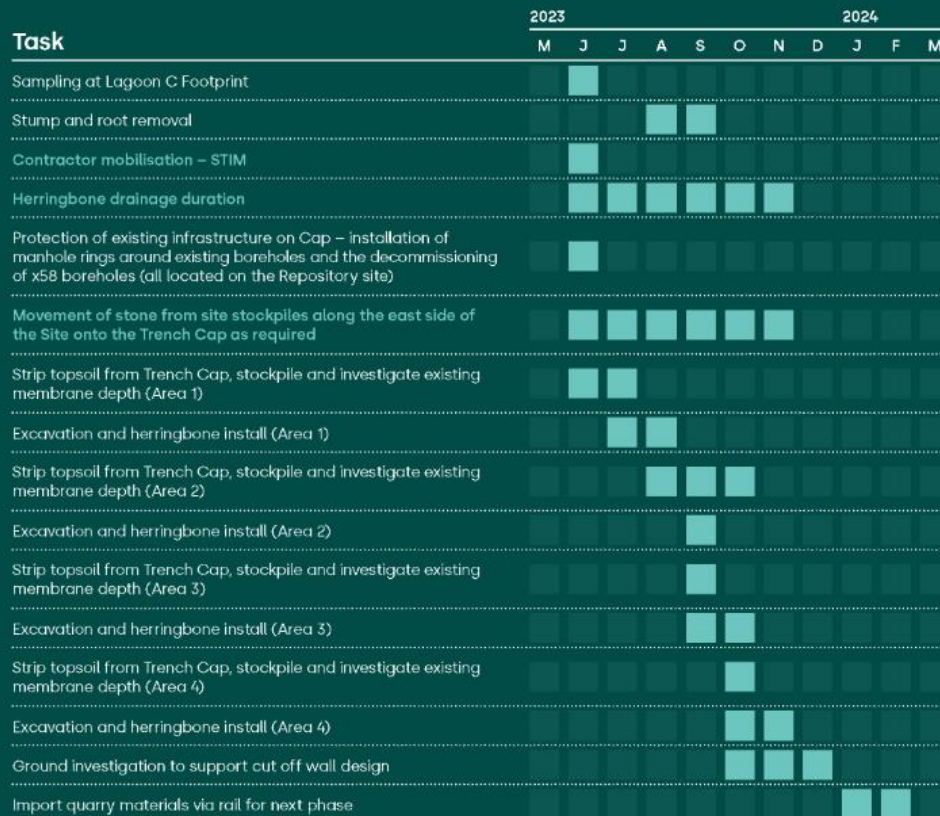 2023 2024
Task M J J A S O N D J F M
Sampling at Lagoon C Footprint
Stump and root removal
Contractor mobilisation – STIM
Herringbone drainage duration
Protection of existing infrastructure on Cap – installation of
manhole rings around existing boreholes and the decommissioning
of x58 boreholes (all located on the Repository site)
Movement of stone from site stockpiles along the east side of
the Site onto the Trench Cap as required
Strip topsoil from Trench Cap, stockpile and investigate existing
membrane depth (Area 1)
Excavation and herringbone install (Area 1)
Strip topsoil from Trench Cap, stockpile and investigate existing
membrane depth (Area 2)
Excavation and herringbone install (Area 2)
Strip topsoil from Trench Cap, stockpile and investigate existing
membrane depth (Area 3)
Excavation and herringbone install (Area 3)
Strip topsoil from Trench Cap, stockpile and investigate existing
membrane depth (Area 4)
Excavation and herringbone install (Area 4)
Ground investigation to support cut off wall design
Import quarry materials via rail for next phase